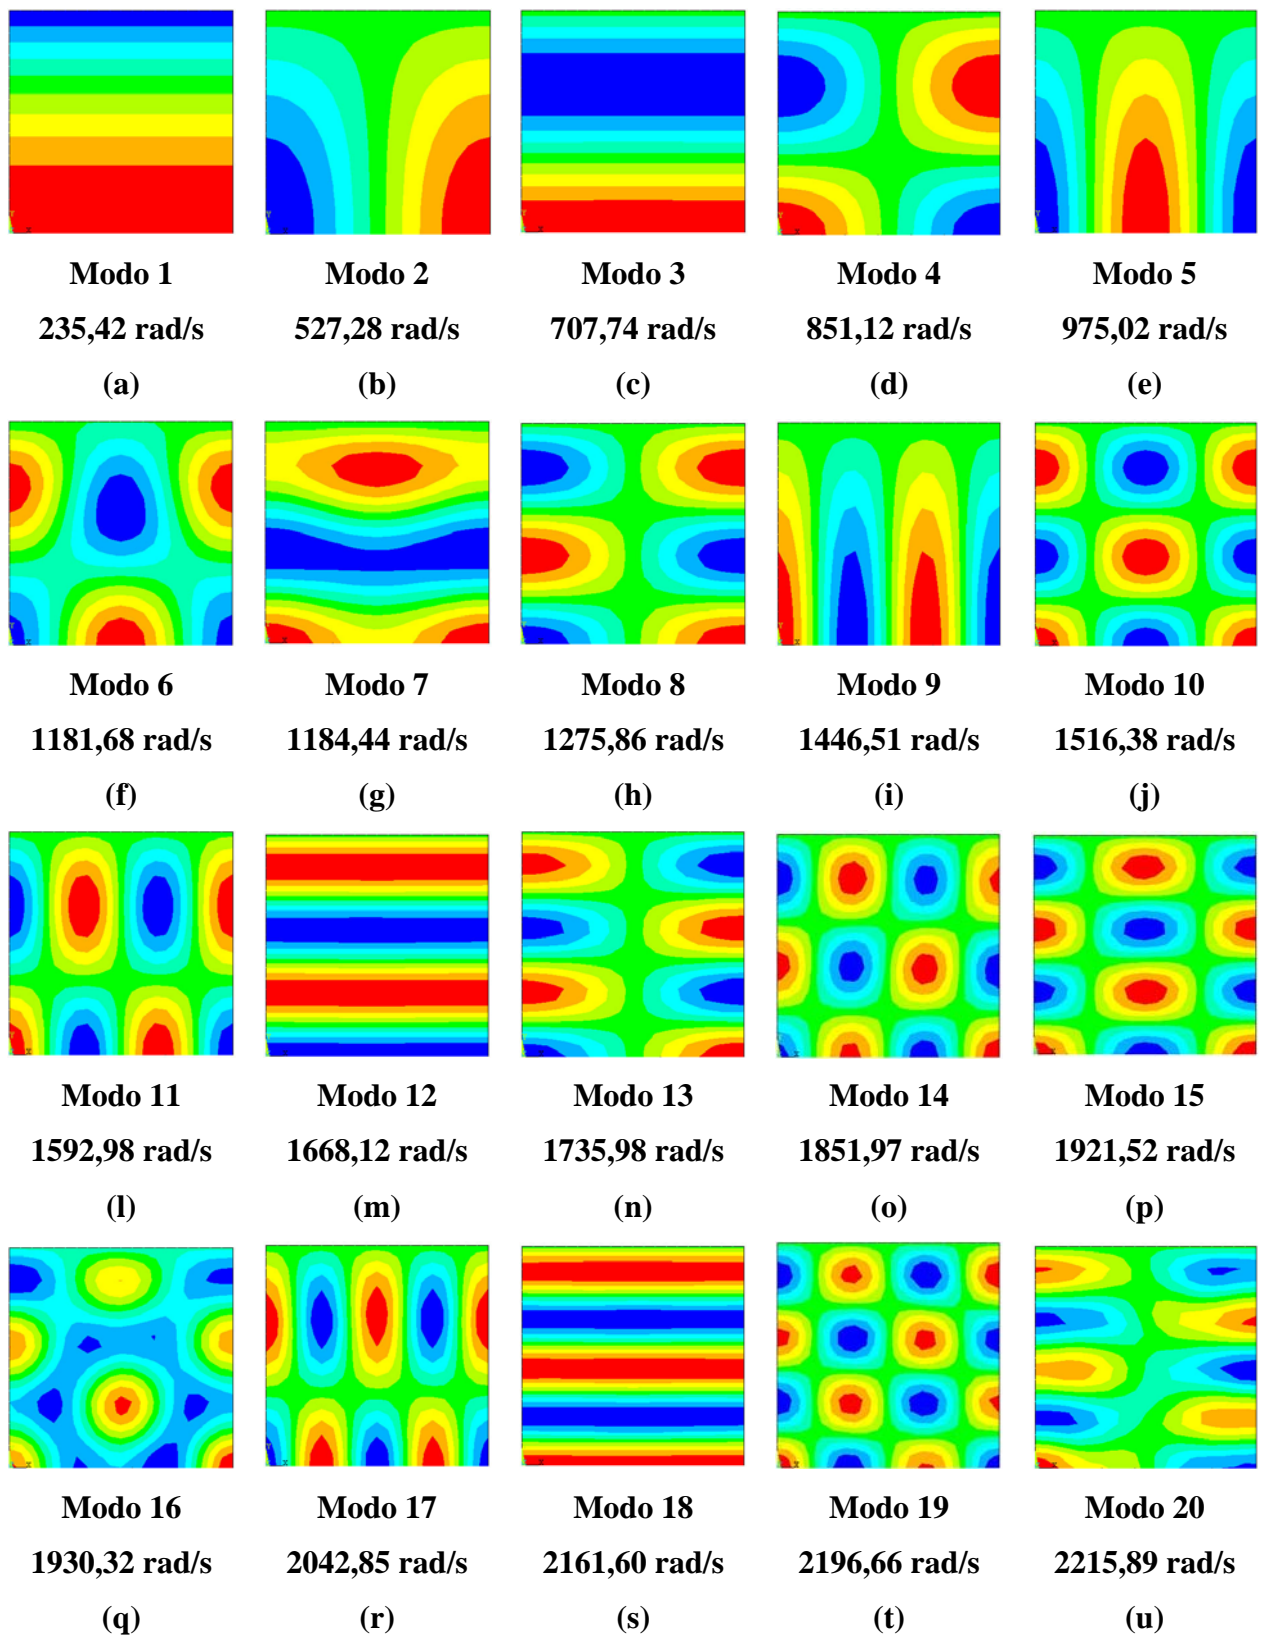 Modo 1 Modo 2 Modo 3 Modo 4 Modo 5
235,42 rad/s 527,28 rad/s 707,74 rad/s 851,12 rad/s 975,02 rad/s
(a) (b) (c) (d) (e)
Modo 6 Modo 7 Modo 8 Modo 9 Modo 10
1181,68 rad/s 1184,44 rad/s 1275,86 rad/s 1446,51 rad/s 1516,38 rad/s
(f) (g) (h) (i) (j)
Modo 11 Modo 12 Modo 13 Modo 14 Modo 15
1592,98 rad/s 1668,12 rad/s 1735,98 rad/s 1851,97 rad/s 1921,52 rad/s
(l) (m) (n) (o) (p)
Modo 16 Modo 17 Modo 18 Modo 19 Modo 20
1930,32 rad/s 2042,85 rad/s 2161,60 rad/s 2196,66 rad/s 2215,89 rad/s
(q) (r) (s) (t) (u)